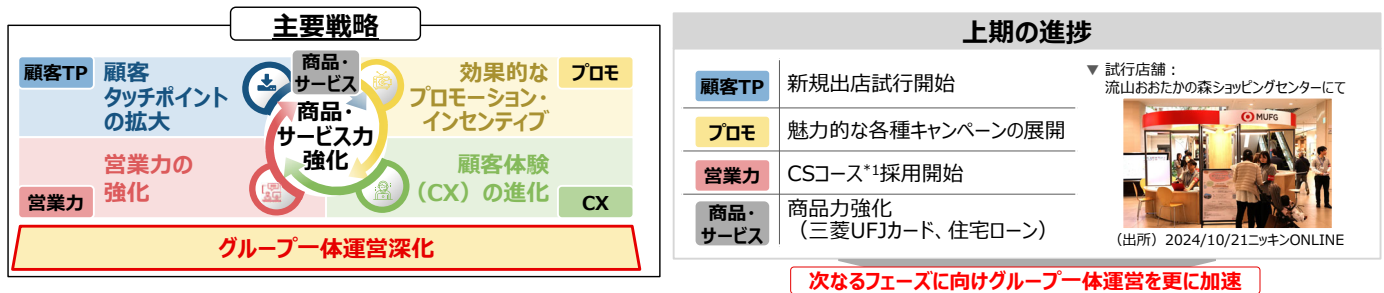 主要戦略
顧客TP
顧客
タッチポイント
の拡大
商品・
サービス
効果的な
プロモーション・
インセンティブ
プロモ
商品・
サービス力
強化
営業力の
強化
営業力
顧客体験
（CX）の進化
CX
グループ一体運営深化
上期の進捗
顧客TP
新規出店試行開始
プロモ
魅力的な各種キャンペーンの展開
営業力
CSコース*1採用開始
商品・
サービス
商品力強化
（三菱UFJカード、住宅ローン）
▼ 試行店舗：
流山おおたかの森ショッピングセンターにて
MUFG
（出所）2024/10/21ニッキンONLINE
次なるフェーズに向けグループ一体運営を更に加速